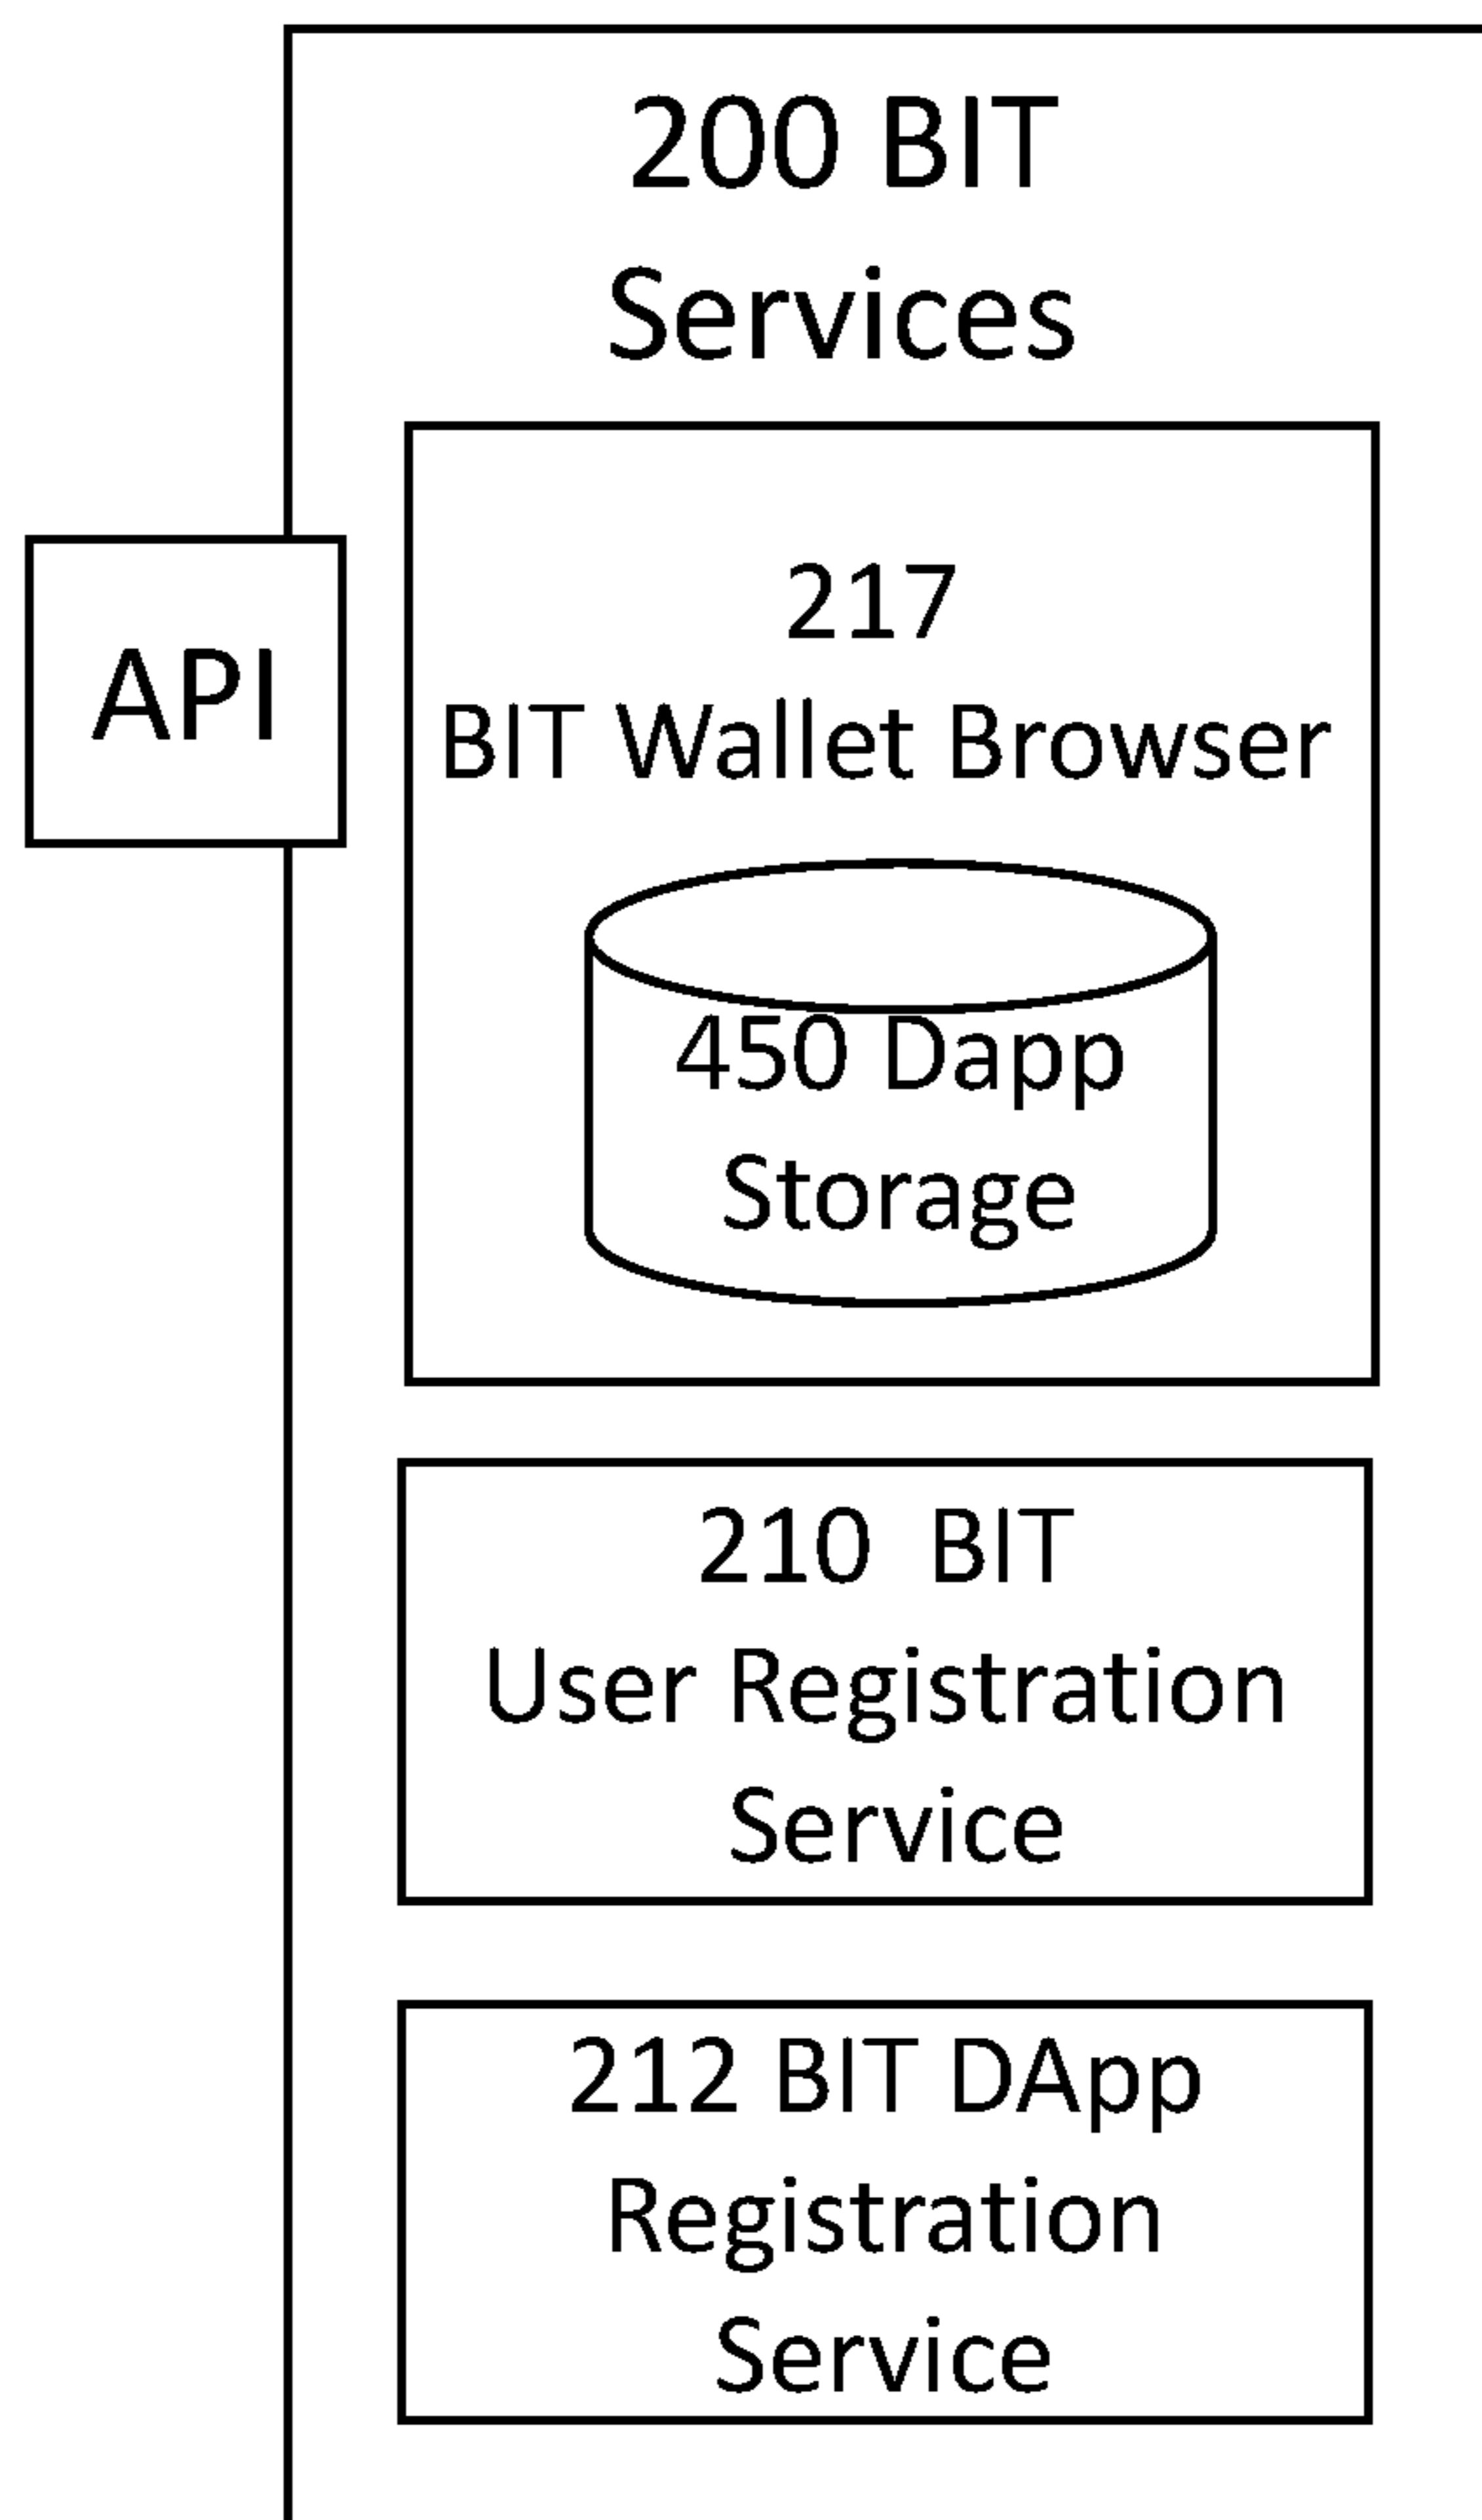 200 BIT
Services
API
217
BIT Wallet Browser
450 Dapp
Storage
210  BIT
User Registration
Service
212 BIT DApp
Registration
Service